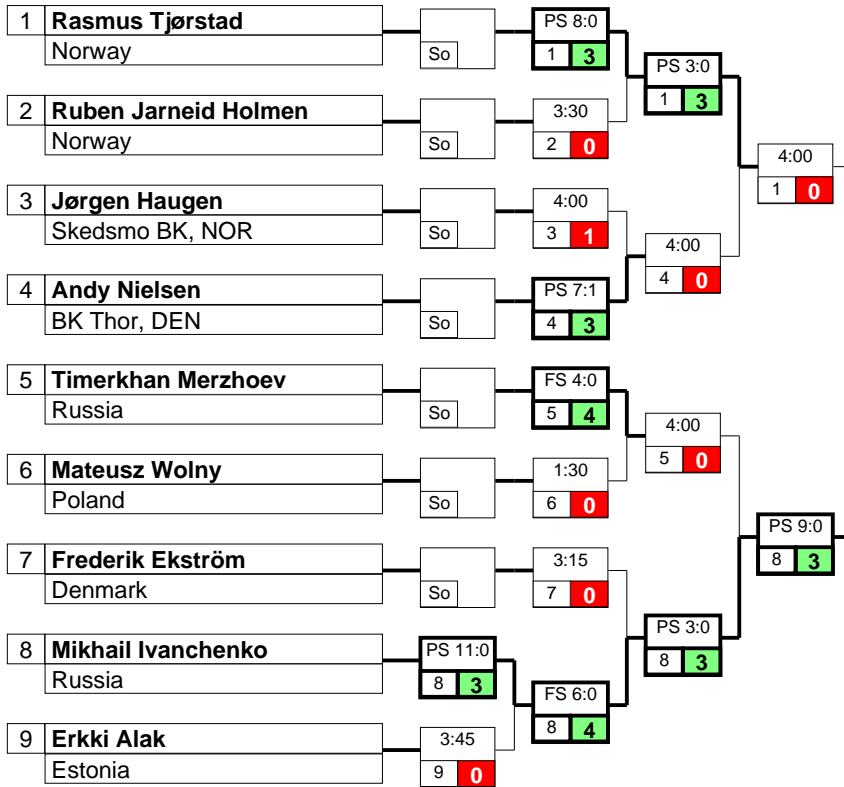 1 Rasmus Tjørstad PS 8:0
Norway So 1 3 PS 3:0
1 3
2 Ruben Jarneid Holmen 3:30
Norway So 2 0 4:00
1 0
3 Jørgen Haugen 4:00
Skedsmo BK, NOR So 3 1 4:00
4 0
4 Andy Nielsen PS 7:1
BK Thor, DEN So 4 3
5 Timerkhan Merzhoev FS 4:0
Russia So 5 4 4:00
5 0
6 Mateusz Wolny 1:30
Poland So 6 0
PS 9:0
8 3
7 Frederik Ekström 3:15
Denmark So 7 0
PS 3:0
8 Mikhail Ivanchenko PS 11:0 8 3
Russia 8 3 FS 6:0
8 4
9 Erkki Alak 3:45
Estonia 9 0